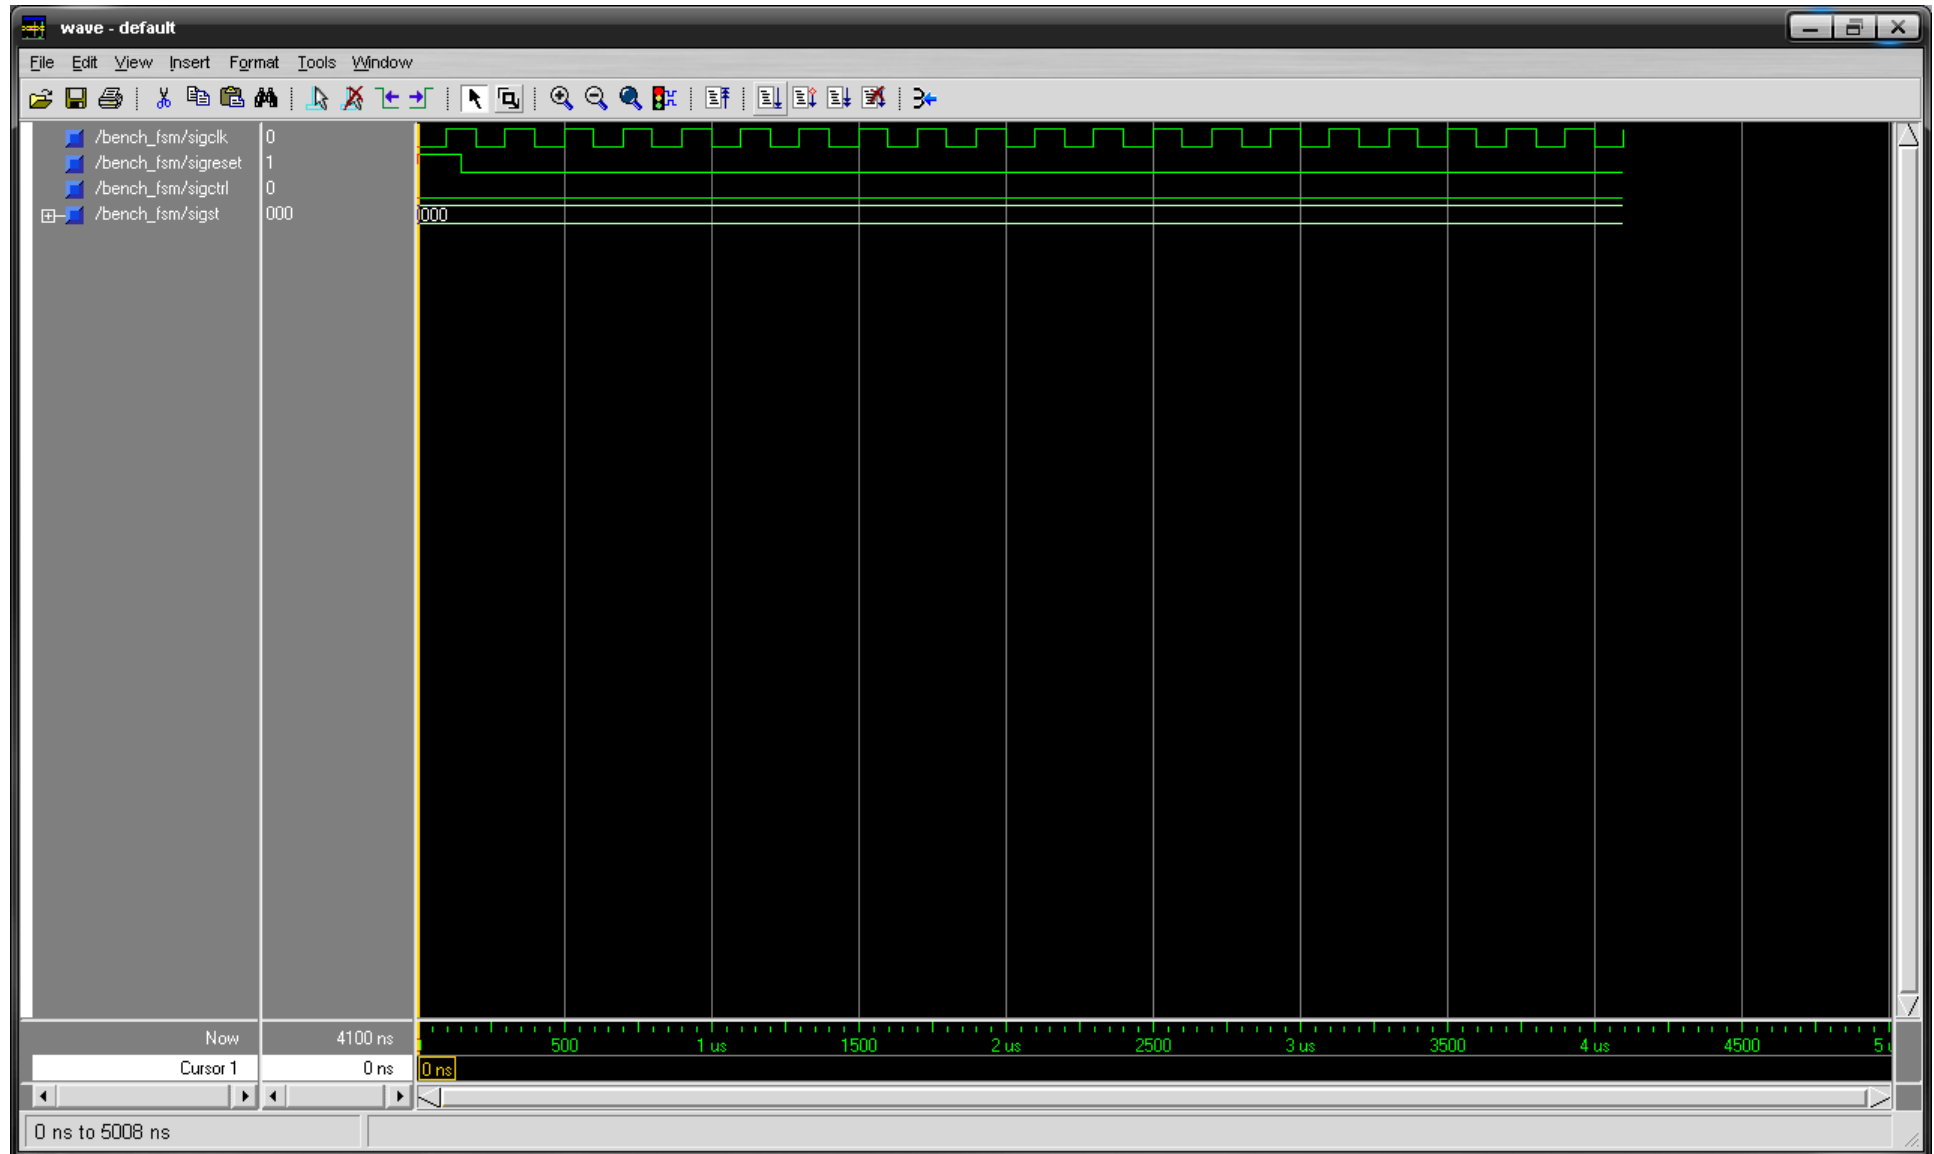 wave - default
File Edit View Insert Format Tools Window
/bench_fsm/sigclk 0
/bench_fsm/sigreset 1
/bench_fsm/sigctrl 0
/bench_fsm/sigst 000 000
Now 4100 ns 500 1 us 1500 2 us 2500 3 us 3500 4 us 4500 5 u
Cursor 1 0 ns 0 ns
0 ns to 5008 ns